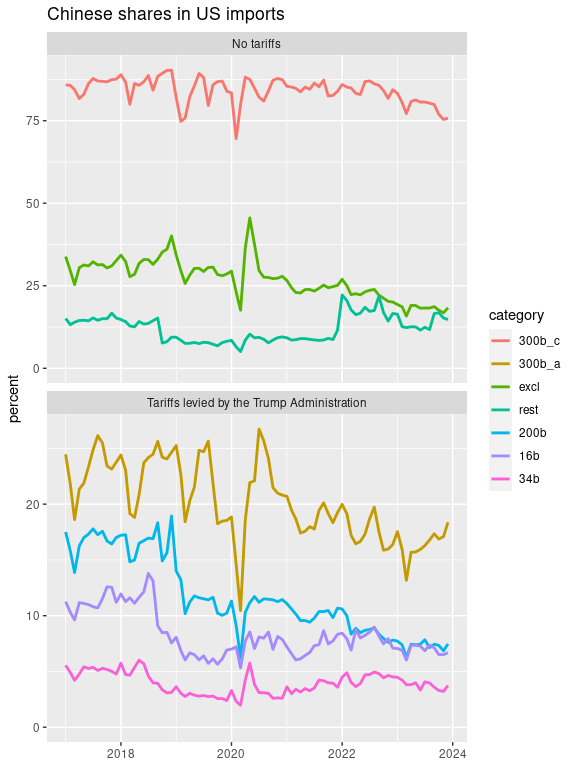 Chinese shares in US imports
No tariffs
75
50
25
0
Tariffs levied by the Trump Administration
20
10
0
2018 2020 2022 2024
percent
category
300b_c
300b_a
excl
rest
200b
16b
34b